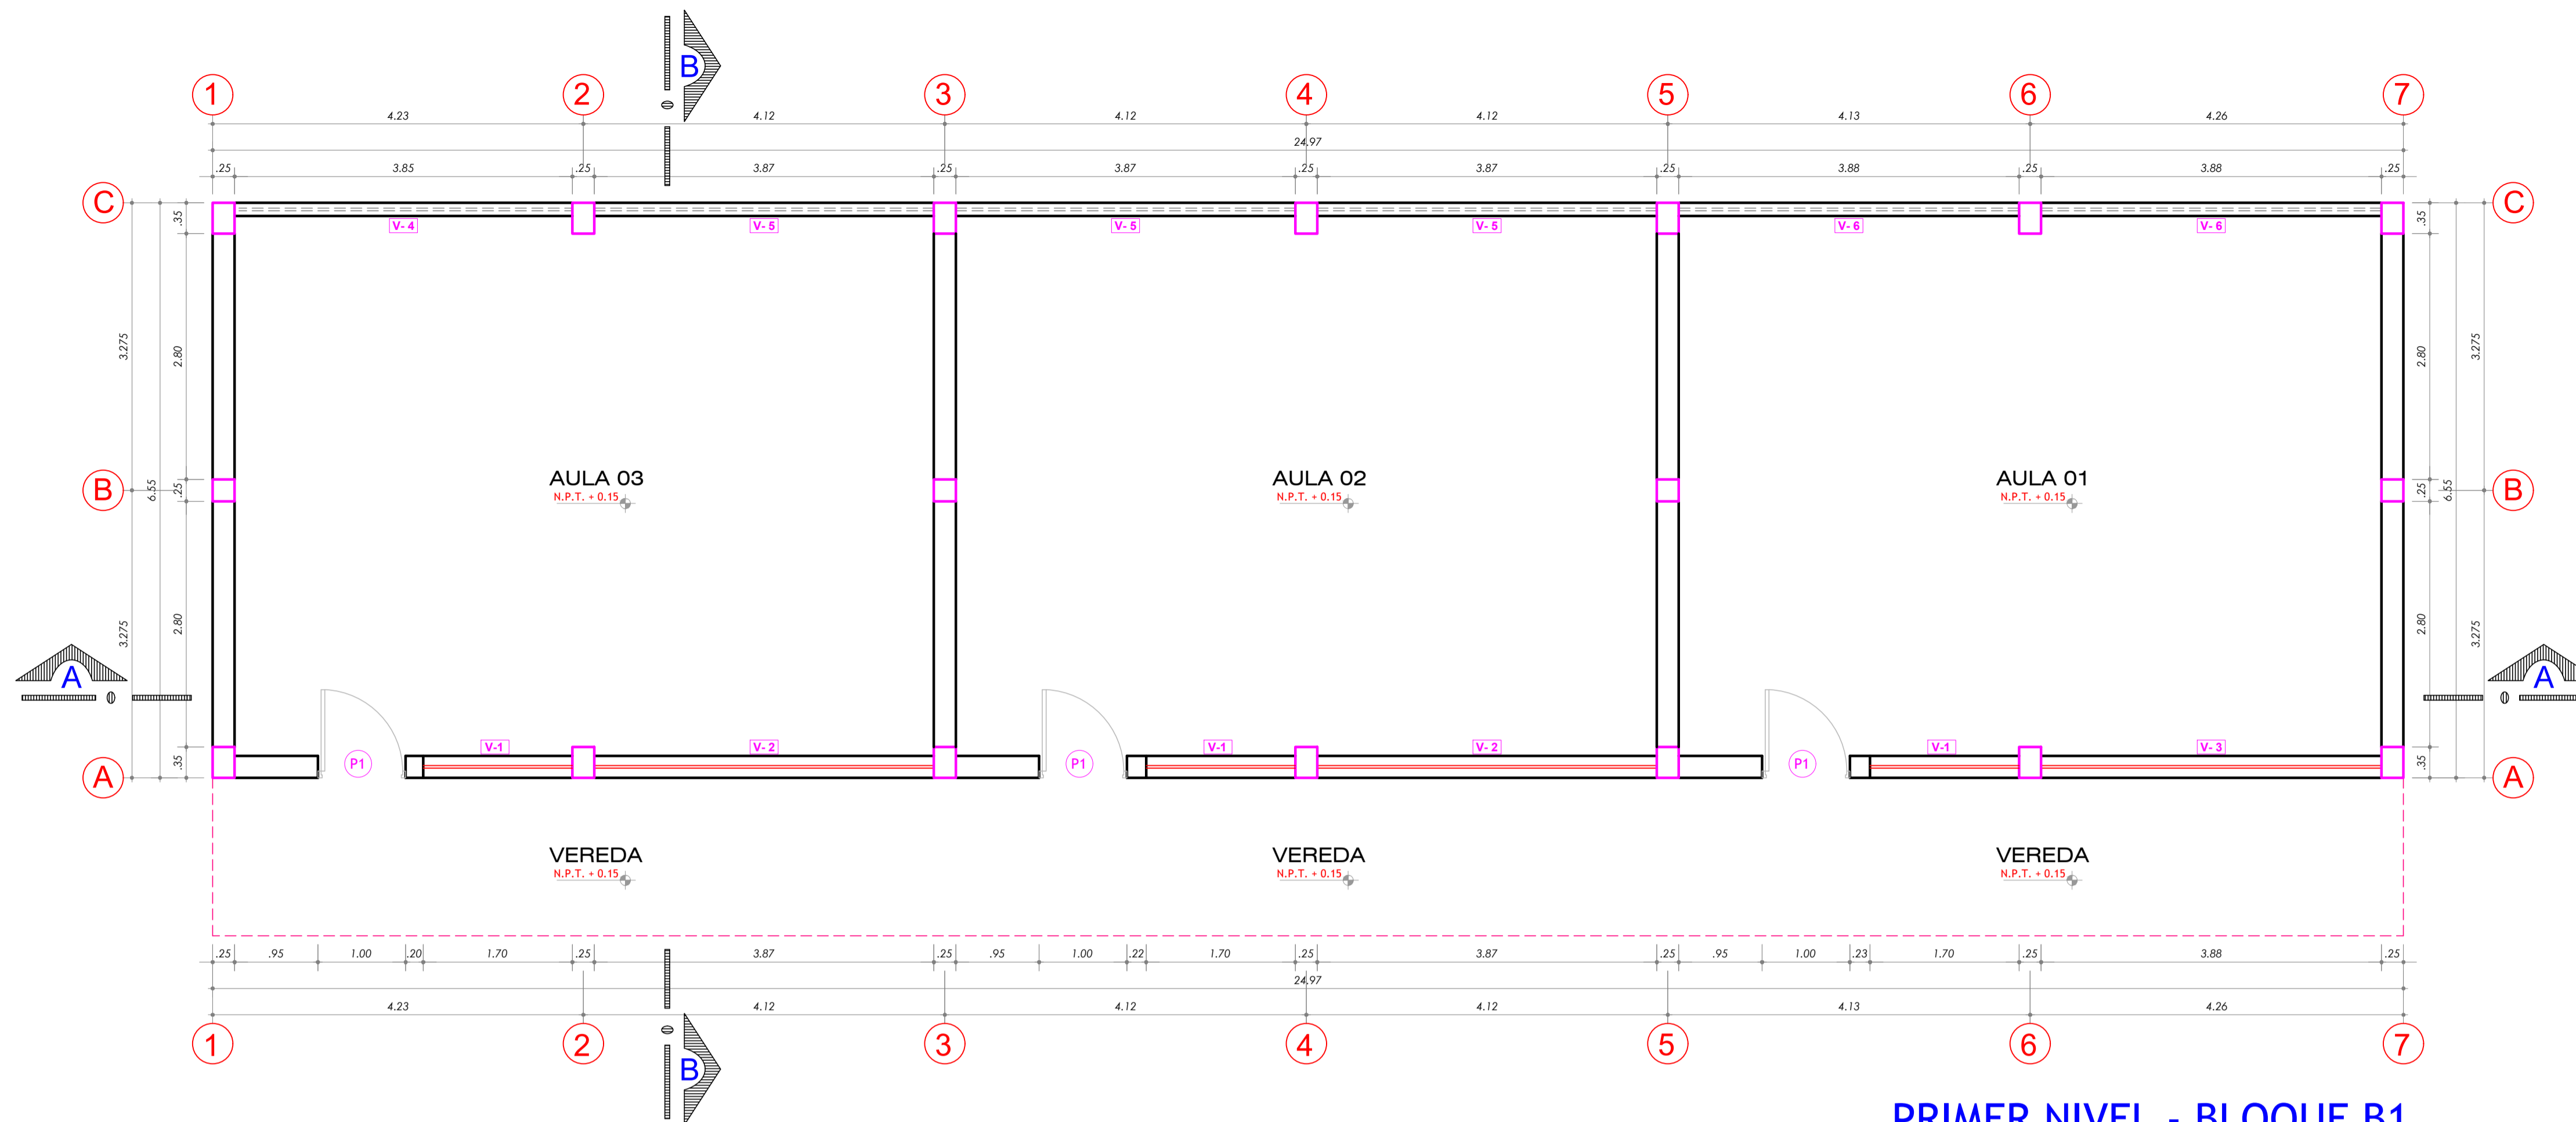 B
1 2 3 4 5 6 7
4.23 4.12 4.12 4.12 4.13 4.26
24.97
.25 3.85 .25 3.87 .25 3.87 .25 3.87 .25 3.88 .25 3.88 .25
C .35 .35 C
V- 4 V- 5 V- 5 V- 5 V- 6 V- 6
3.275 2.80 2.80 3.275
AULA 03 AULA 02 AULA 01
B 6.55 .25 .25 6.55 B
N.P.T. + 0.15 N.P.T. + 0.15 N.P.T. + 0.15
3.275 2.80 2.80 3.275
A A
V-1 V- 2 V-1 V- 2 V-1 V- 3
.35 P1 P1 P1 .35
A A
VEREDA VEREDA VEREDA
N.P.T. + 0.15 N.P.T. + 0.15 N.P.T. + 0.15
.25 .95 1.00 .20 1.70 .25 3.87 .25 .95 1.00 .22 1.70 .25 3.87 .25 .95 1.00 .23 1.70 .25 3.88 .25
24.97
4.23 4.12 4.12 4.12 4.13 4.26
1 2 3 4 5 6 7
B
PRIMER NIVEL - BLOQUE B1